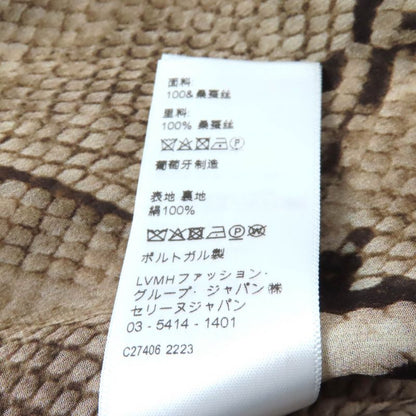 面料:
100& 桑蚕丝
里料:
100% 桑蚕丝
葡萄牙制造
表地 裏地
絹100%
ポルトガル製
LVMHファッション・
グループ・ジャパン㈱
セリーヌジャパン
03 - 5414 - 1401
C27406 2223